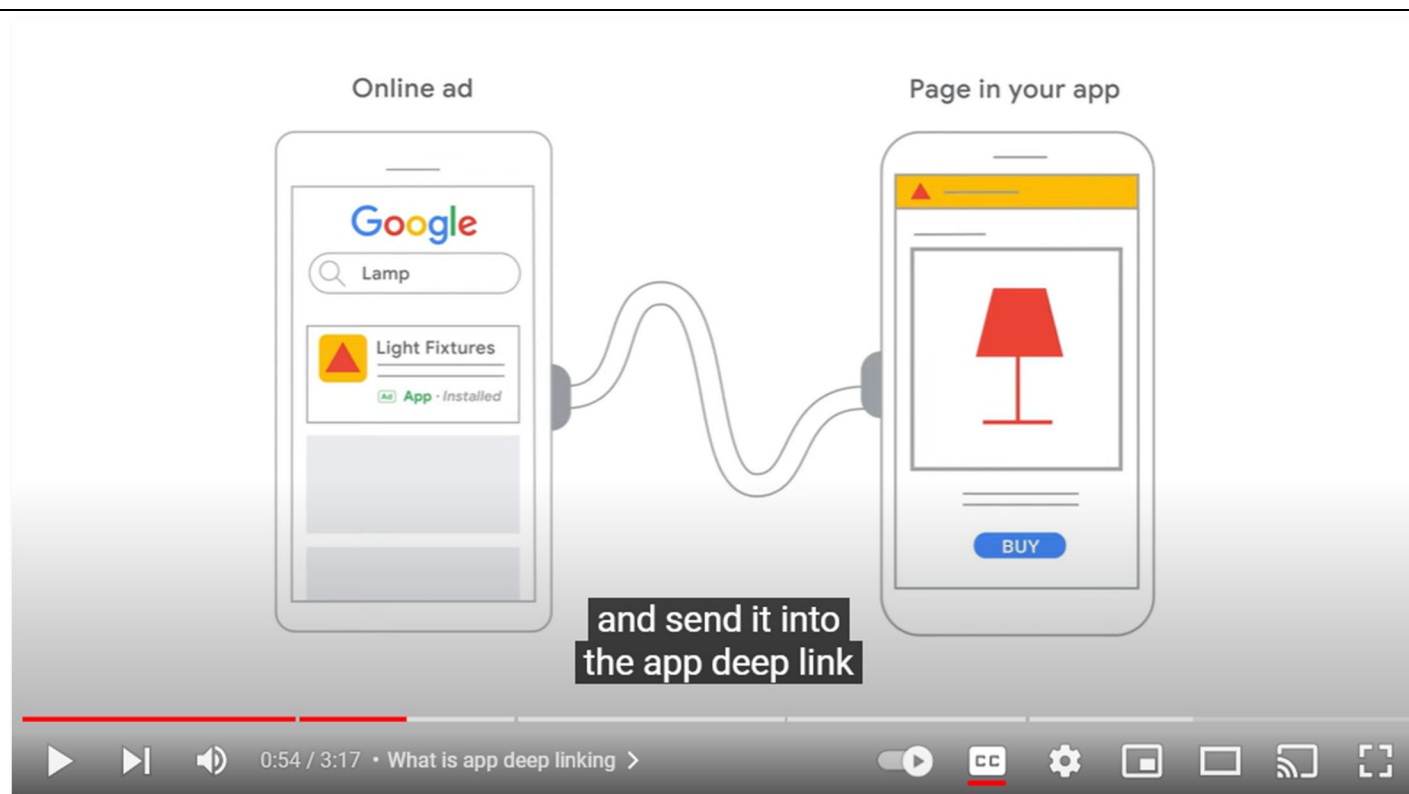 Online ad
Page in your app
Google
Lamp
Light Fixtures
Ad App · Installed
BUY
and send it into
the app deep link
0:54 / 3:17 • What is app deep linking >
CC